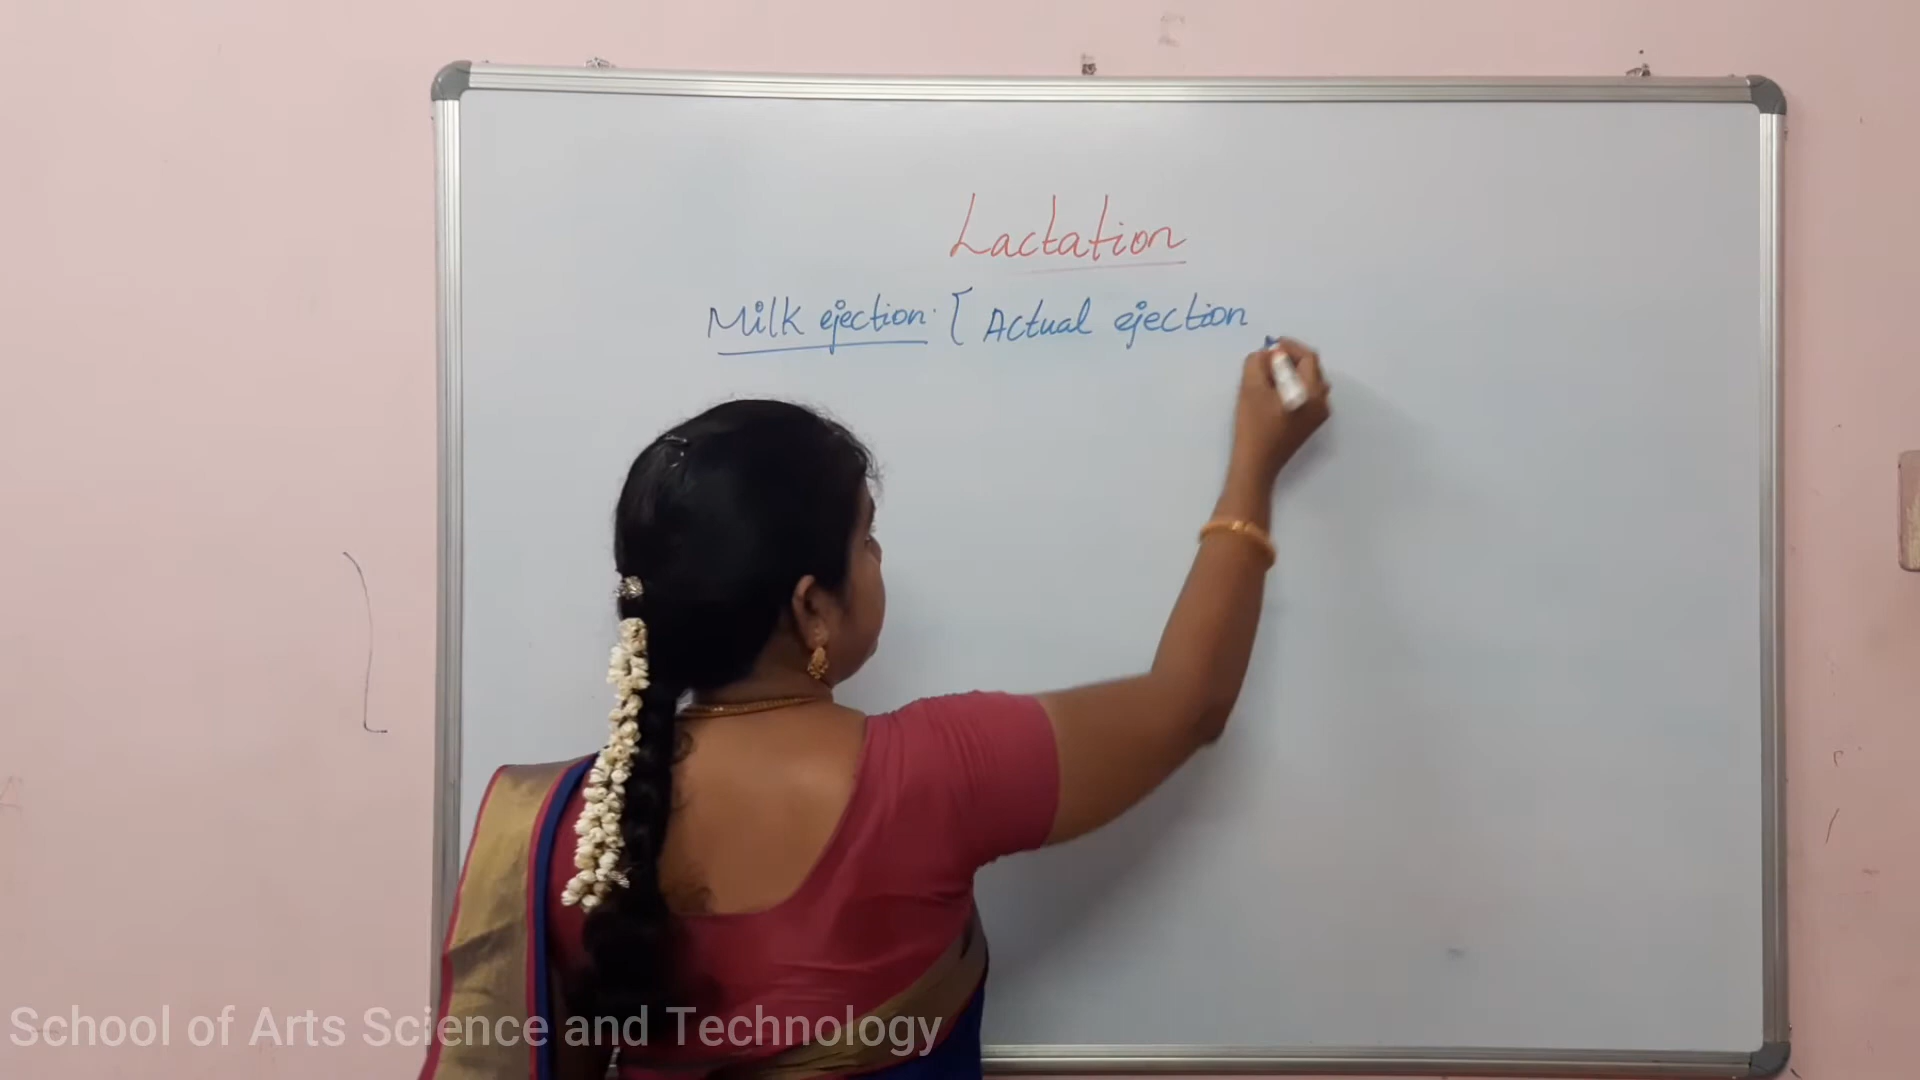 Lactation
Milk ejection. [ Actual ejection
School of Arts Science and Technology